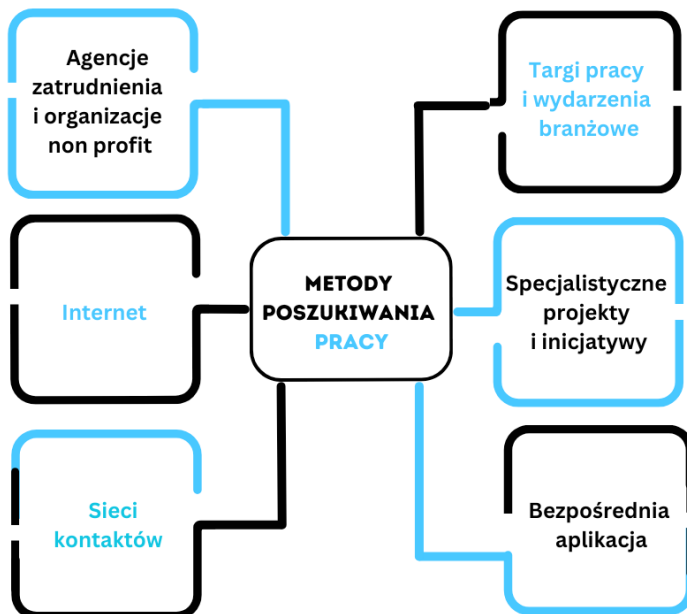 Agencje
zatrudnienia
i organizacje
non profit
Targi pracy
i wydarzenia
branżowe
Internet
METODY
POSZUKIWANIA
PRACY
Specjalistyczne
projekty
i inicjatywy
Sieci
kontaktów
Bezpośrednia
aplikacja